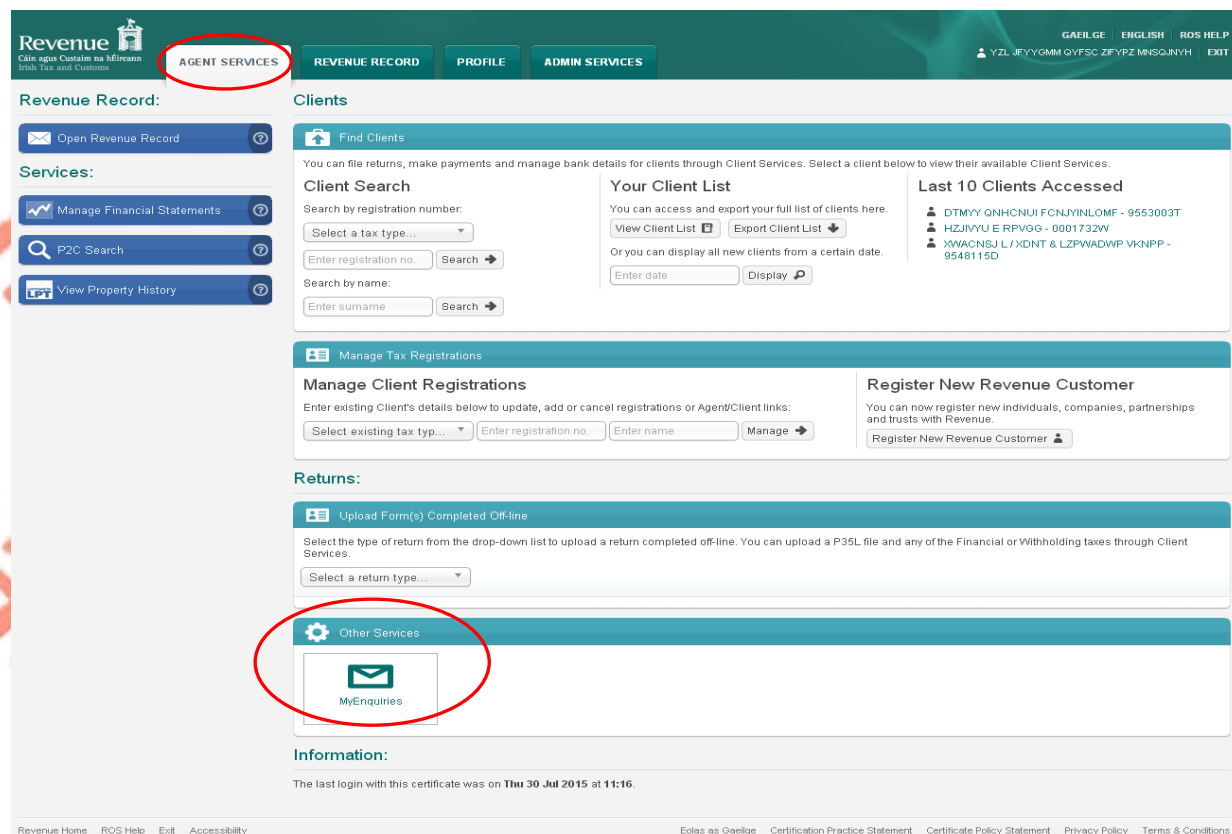 Revenue
Cáin agus Custaim na hÉireann
Irish Tax and Customs
AGENT SERVICES
REVENUE RECORD
PROFILE
ADMIN SERVICES
GAEILGE ENGLISH ROS HELP
YZL JFYYGMM QYFSC ZIFYPZ MNSQJNYH EXIT
Revenue Record:
Open Revenue Record
Services:
Manage Financial Statements
P2C Search
LPT View Property History
Clients
Find Clients
You can file returns, make payments and manage bank details for clients through Client Services. Select a client below to view their available Client Services.
Client Search
Search by registration number:
Select a tax type...
Enter registration no. Search
Search by name:
Enter surname Search
Your Client List
You can access and export your full list of clients here.
View Client List Export Client List
Or you can display all new clients from a certain date.
Enter date Display
Last 10 Clients Accessed
DTMYY QNHCNUI FCNJYINLOMF - 9553003T
HZJIVYU E RPVGG - 0001732W
XWACNSJ L / XDNT & LZPWADWP VKNPP -
9548115D
Manage Tax Registrations
Manage Client Registrations
Enter existing Client's details below to update, add or cancel registrations or Agent/Client links:
Select existing tax typ... Enter registration no. Enter name Manage
Register New Revenue Customer
You can now register new individuals, companies, partnerships
and trusts with Revenue.
Register New Revenue Customer
Returns:
Upload Form(s) Completed Off-line
Select the type of return from the drop-down list to upload a return completed off-line. You can upload a P35L file and any of the Financial or Withholding taxes through Client
Services.
Select a return type...
Other Services
MyEnquiries
Information:
The last login with this certificate was on Thu 30 Jul 2015 at 11:16.
Revenue Home ROS Help Exit Accessibility
Eolas as Gaeilge Certification Practice Statement Certificate Policy Statement Privacy Policy Terms & Conditions